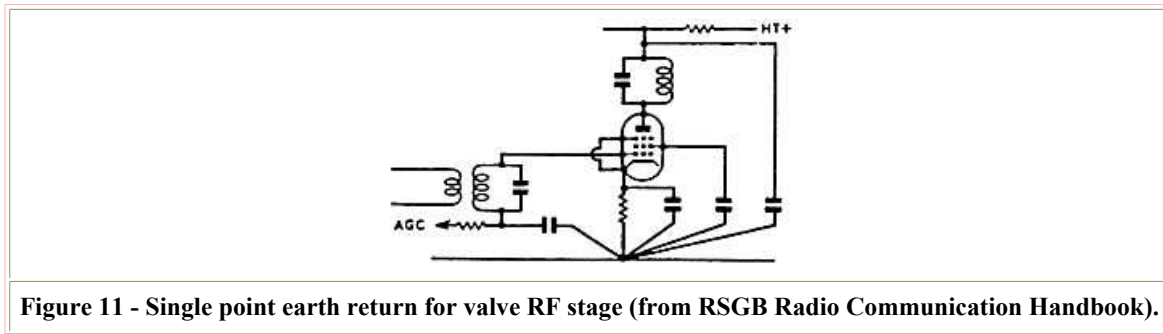 HT+
AGC
Figure 11 - Single point earth return for valve RF stage (from RSGB Radio Communication Handbook).